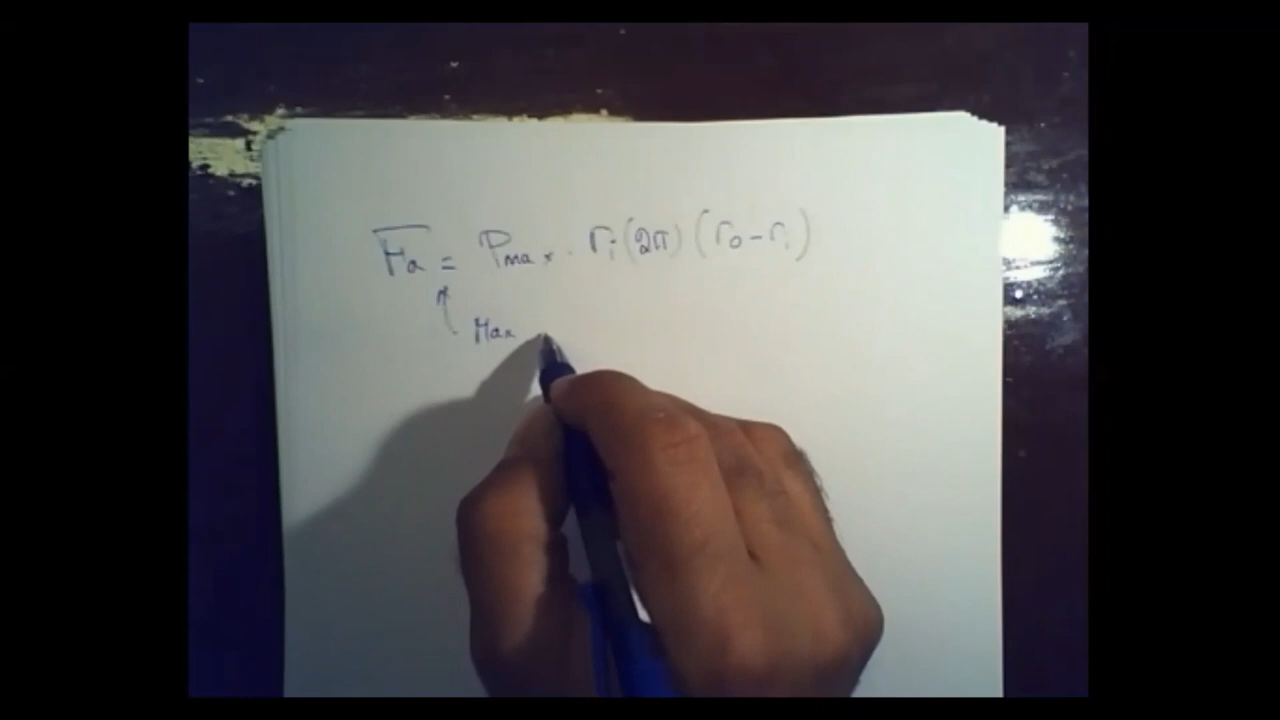 Fa = Pmax . ri (2π) (ro - ri)
Max